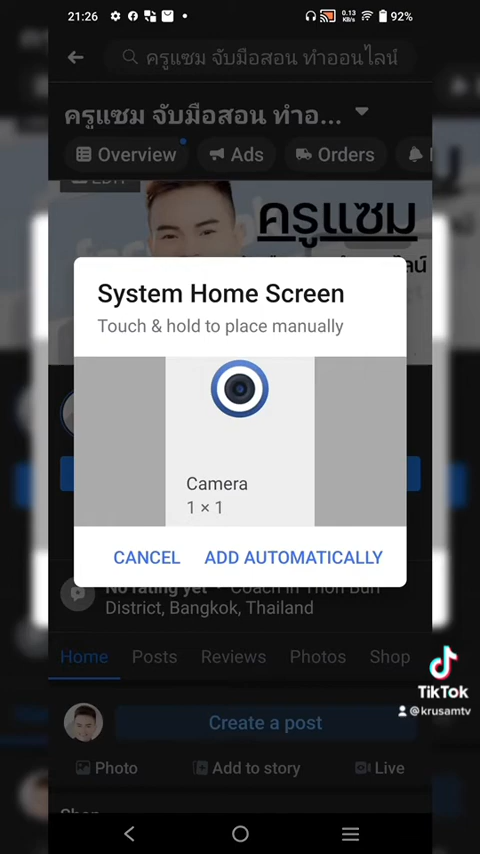 21:26
0.13 KB/s
92%
ครูแซม จับมือสอน ทำออนไลน์
ครูแซม จับมือสอน ทำอ...
Overview
Ads
Orders
EDIT
ครูแซม
System Home Screen
Touch & hold to place manually
Camera
1 × 1
CANCEL
ADD AUTOMATICALLY
No rating yet • Coach in Thon Buri
District, Bangkok, Thailand
Home Posts Reviews Photos Shop
TikTok
@krusamtv
Create a post
Photo
Add to story
Live
Shop